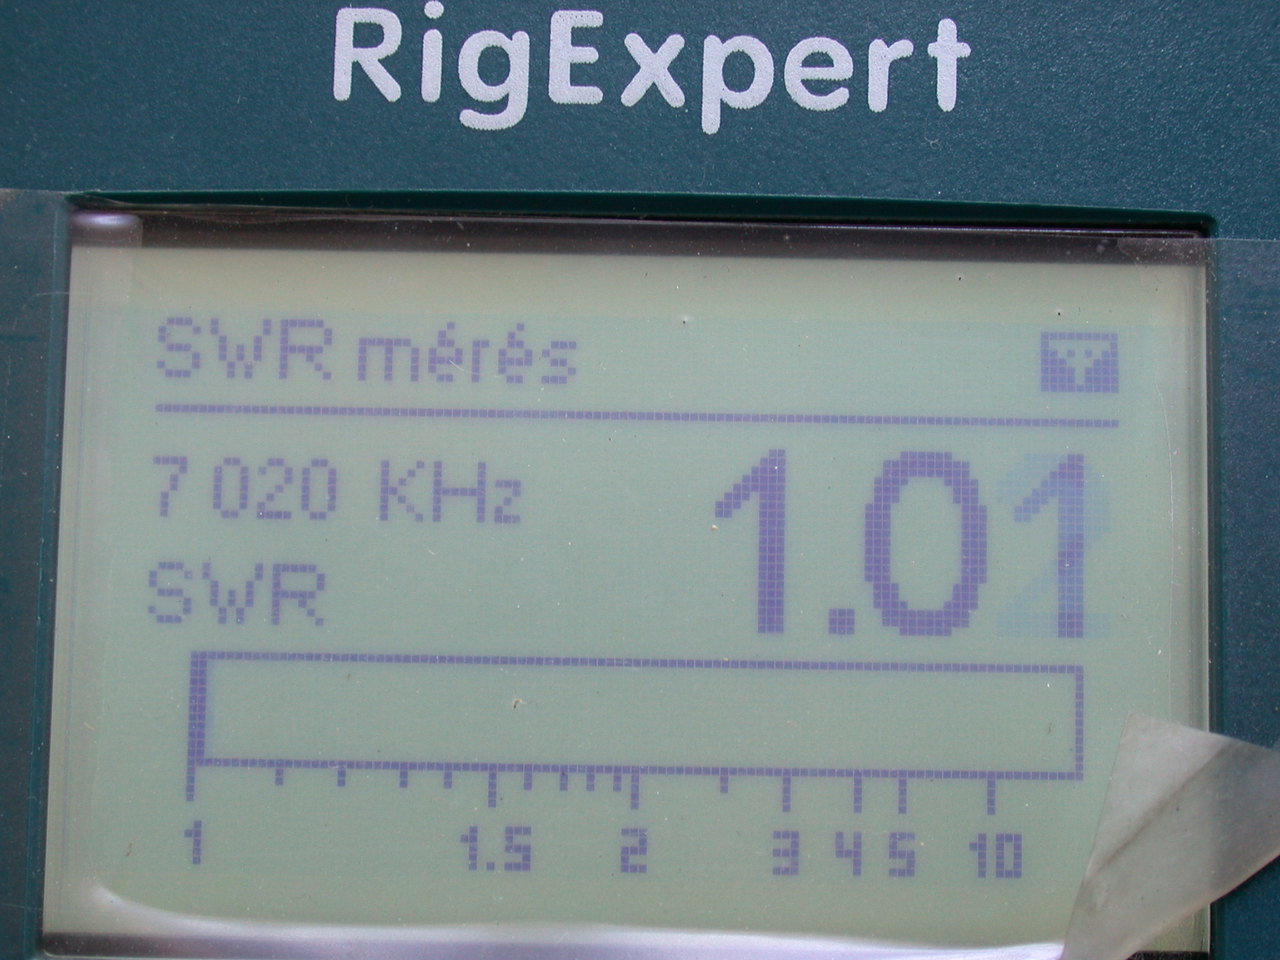 RigExpert
SWR mérés
7 020 KHz
1.01
SWR
1 1.5 2 3 4 5 10